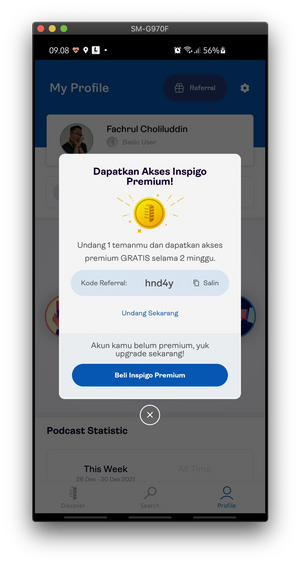 SM-G970F
09.08
56%
My Profile
Referral
Fachrul Choliluddin
Basic User
Dapatkan Akses Inspigo
Premium!
Undang 1 temanmu dan dapatkan akses
premium GRATIS selama 2 minggu.
Kode Referral: hnd4y Salin
Undang Sekarang
Akun kamu belum premium, yuk
upgrade sekarang!
Beli Inspigo Premium
Podcast Statistic
This Week
All Time
26 Dec - 30 Dec 2021
Discover
Search
Profile